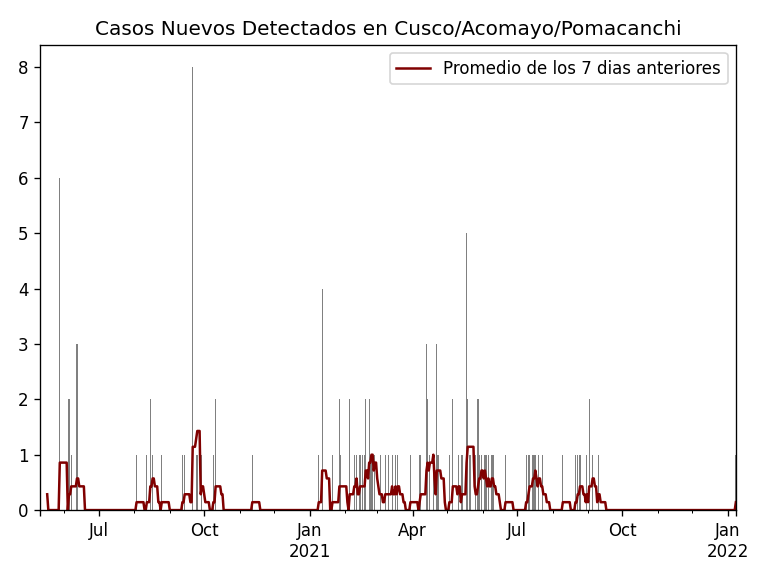 Casos Nuevos Detectados en Cusco/Acomayo/Pomacanchi
Promedio de los 7 dias anteriores
8
7
6
5
4
3
2
1
0
Jul
Oct
Jan
2021
Apr
Jul
Oct
Jan
2022